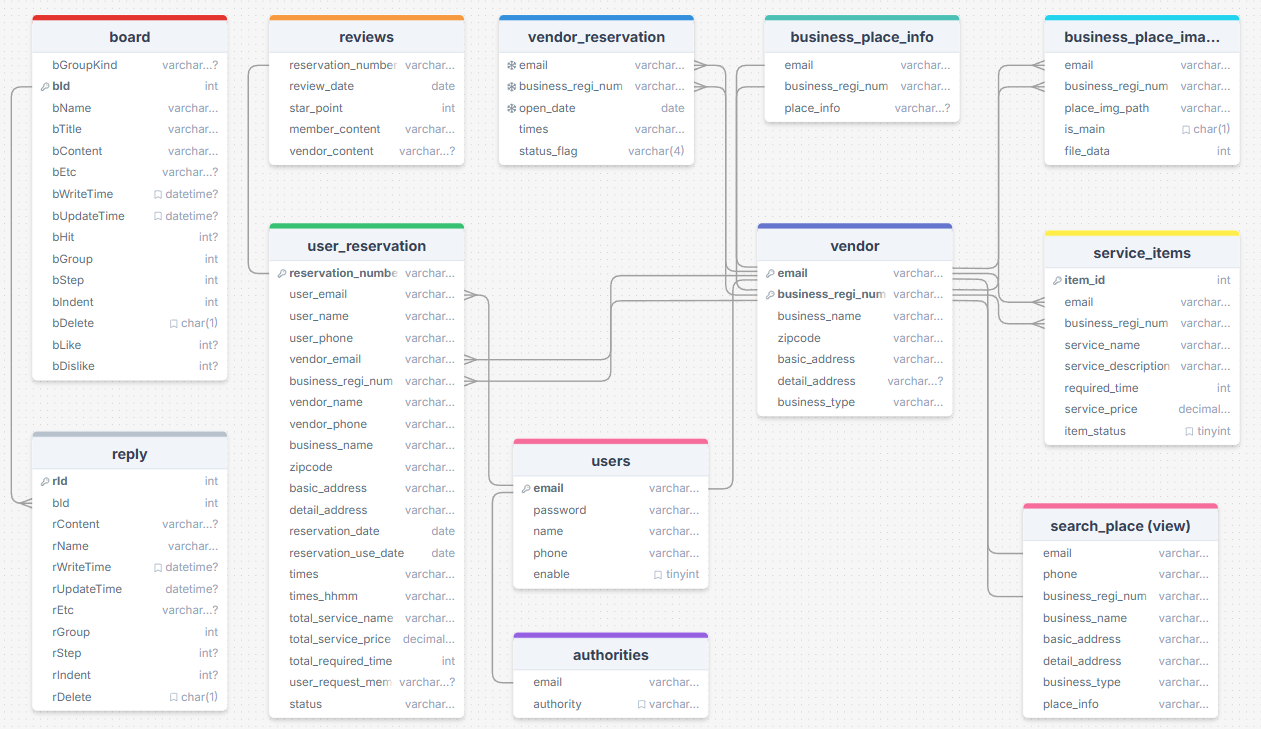 board
bGroupKind varchar...?
bId int
bName varchar...
bTitle varchar...
bContent varchar...
bEtc varchar...?
bWriteTime datetime?
bUpdateTime datetime?
bHit int?
bGroup int
bStep int
bIndent int
bDelete char(1)
bLike int?
bDislike int?
reply
rId int
bId int
rContent varchar...?
rName varchar...
rWriteTime datetime?
rUpdateTime datetime?
rEtc varchar...?
rGroup int
rStep int?
rIndent int?
rDelete char(1)
reviews
reservation_number varchar...
review_date date
star_point int
member_content varchar...
vendor_content varchar...?
user_reservation
reservation_numbe varchar...
user_email varchar...
user_name varchar...
user_phone varchar...
vendor_email varchar...
business_regi_num varchar...
vendor_name varchar...
vendor_phone varchar...
business_name varchar...
zipcode varchar...
basic_address varchar...
detail_address varchar...
reservation_date date
reservation_use_date date
times varchar...
times_hhmm varchar...
total_service_name varchar...
total_service_price decimal...
total_required_time int
user_request_mem varchar...?
status varchar...
vendor_reservation
email varchar...
business_regi_num varchar...
open_date date
times varchar...
status_flag varchar(4)
users
email varchar...
password varchar...
name varchar...
phone varchar...
enable tinyint
authorities
email varchar...
authority varchar...
business_place_info
email varchar...
business_regi_num varchar...
place_info varchar...?
vendor
email varchar...
business_regi_num varchar...
business_name varchar...
zipcode varchar...
basic_address varchar...
detail_address varchar...?
business_type varchar...
business_place_ima...
email varchar...
business_regi_num varchar...
place_img_path varchar...
is_main char(1)
file_data int
service_items
item_id int
email varchar...
business_regi_num varchar...
service_name varchar...
service_description varchar...
required_time int
service_price decimal...
item_status tinyint
search_place (view)
email varchar...
phone varchar...
business_regi_num varchar...
business_name varchar...
basic_address varchar...
detail_address varchar...
business_type varchar...
place_info varchar...